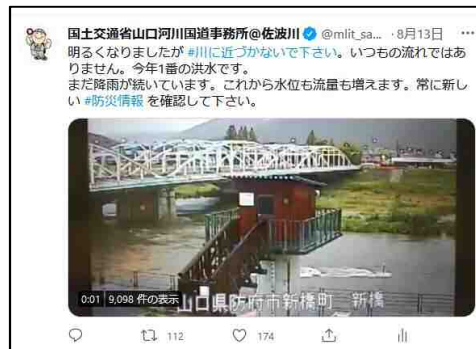 国土交通省山口河川国道事務所@佐波川 @mlit_sa... ・8月13日 ...
明るくなりましたが #川に近づかないで下さい。いつもの流れではあ
りません。今年1番の洪水です。
まだ降雨が続いています。これから水位も流量も増えます。常に新し
い #防災情報 を確認して下さい。
山口県防府市新橋町 新橋
0:01 9,098 件の表示
112 174